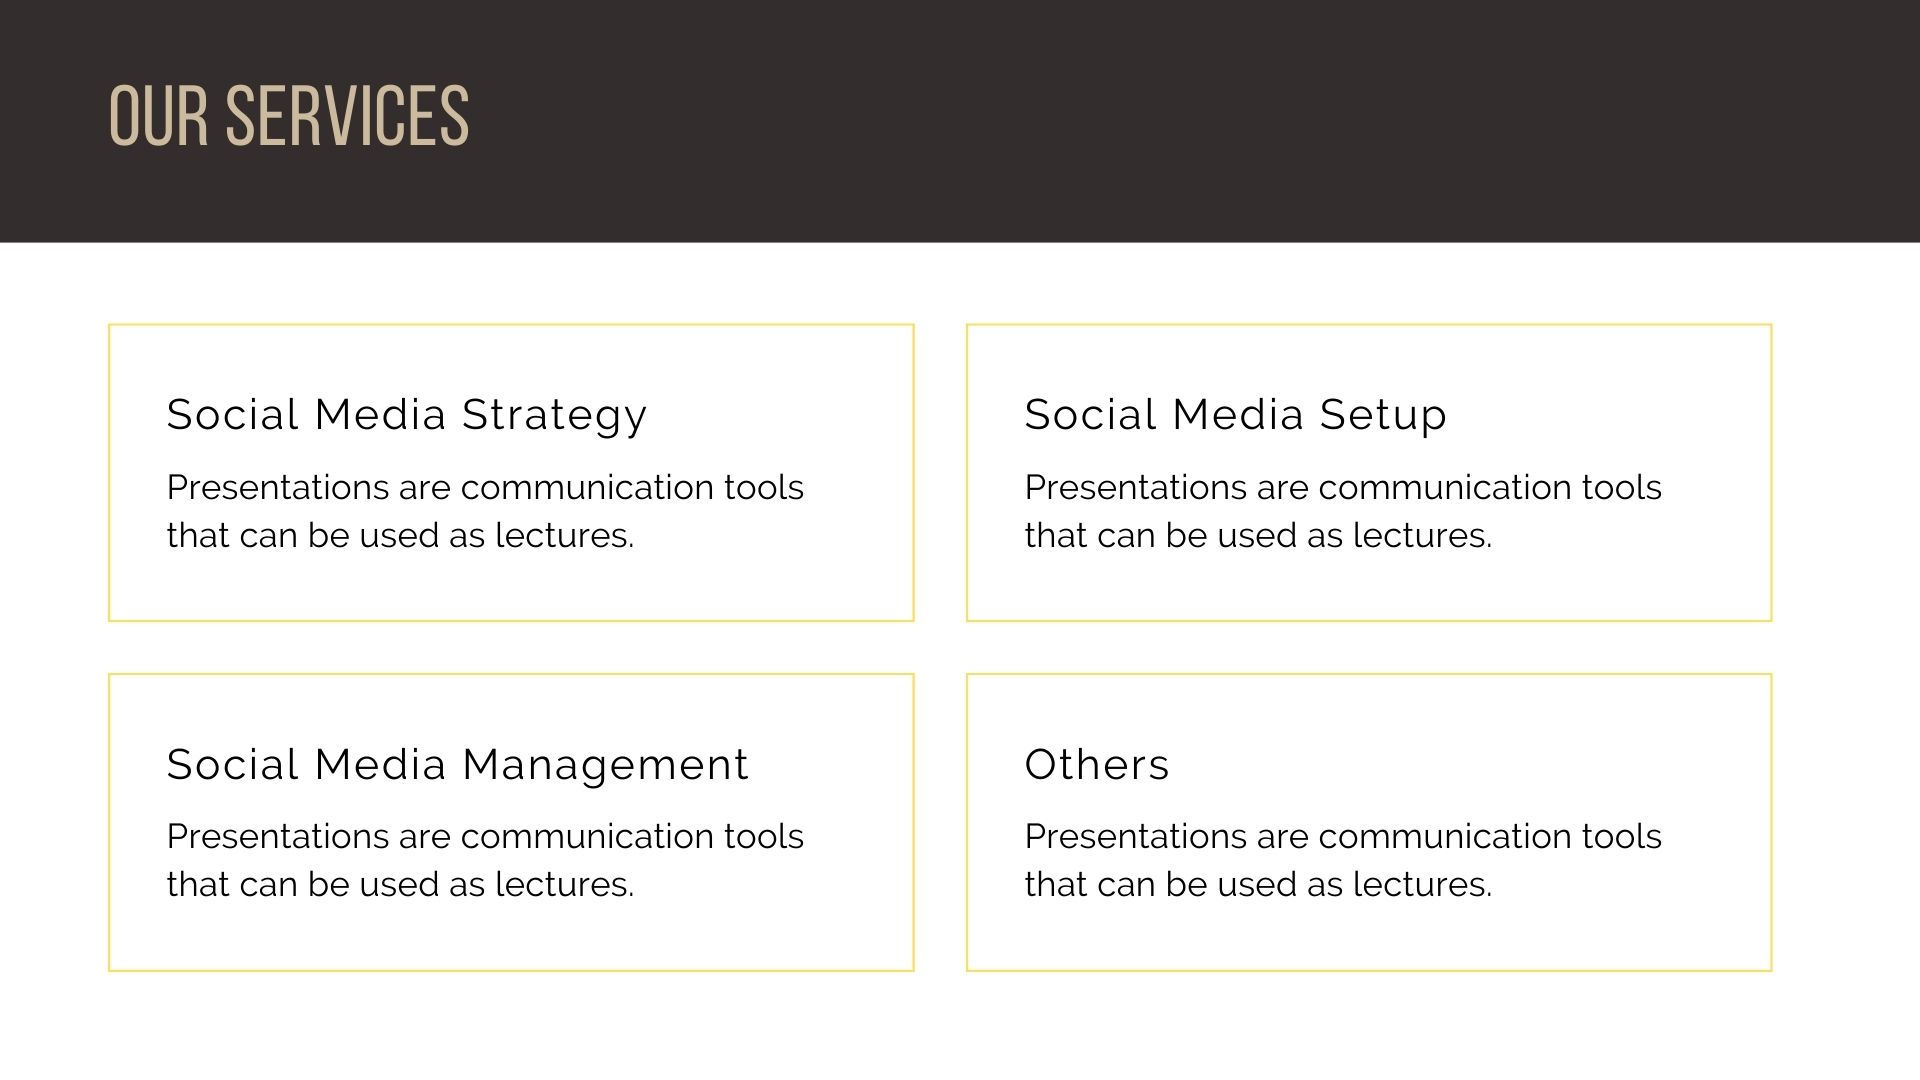 OUR SERVICES
Social Media Strategy
Presentations are communication tools
that can be used as lectures.
Social Media Setup
Presentations are communication tools
that can be used as lectures.
Social Media Management
Presentations are communication tools
that can be used as lectures.
Others
Presentations are communication tools
that can be used as lectures.